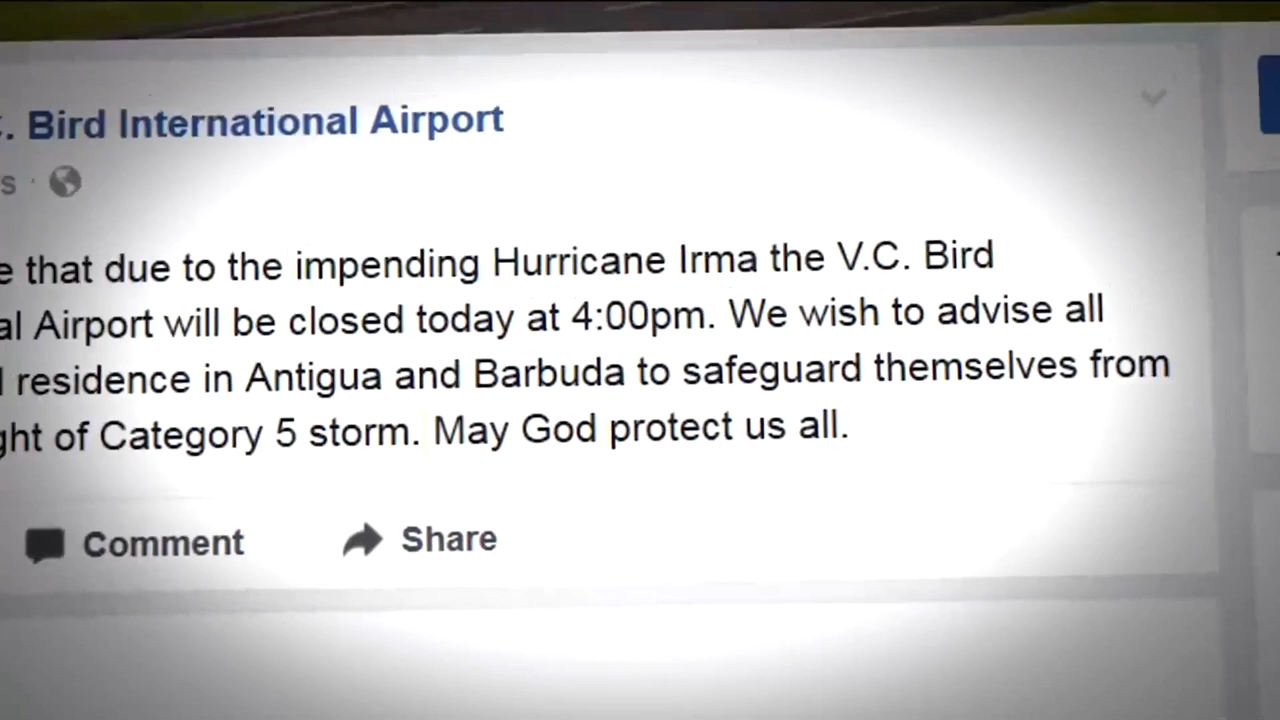 . Bird International Airport
s ·
e that due to the impending Hurricane Irma the V.C. Bird
al Airport will be closed today at 4:00pm. We wish to advise all
residence in Antigua and Barbuda to safeguard themselves from
ght of Category 5 storm. May God protect us all.
Comment Share